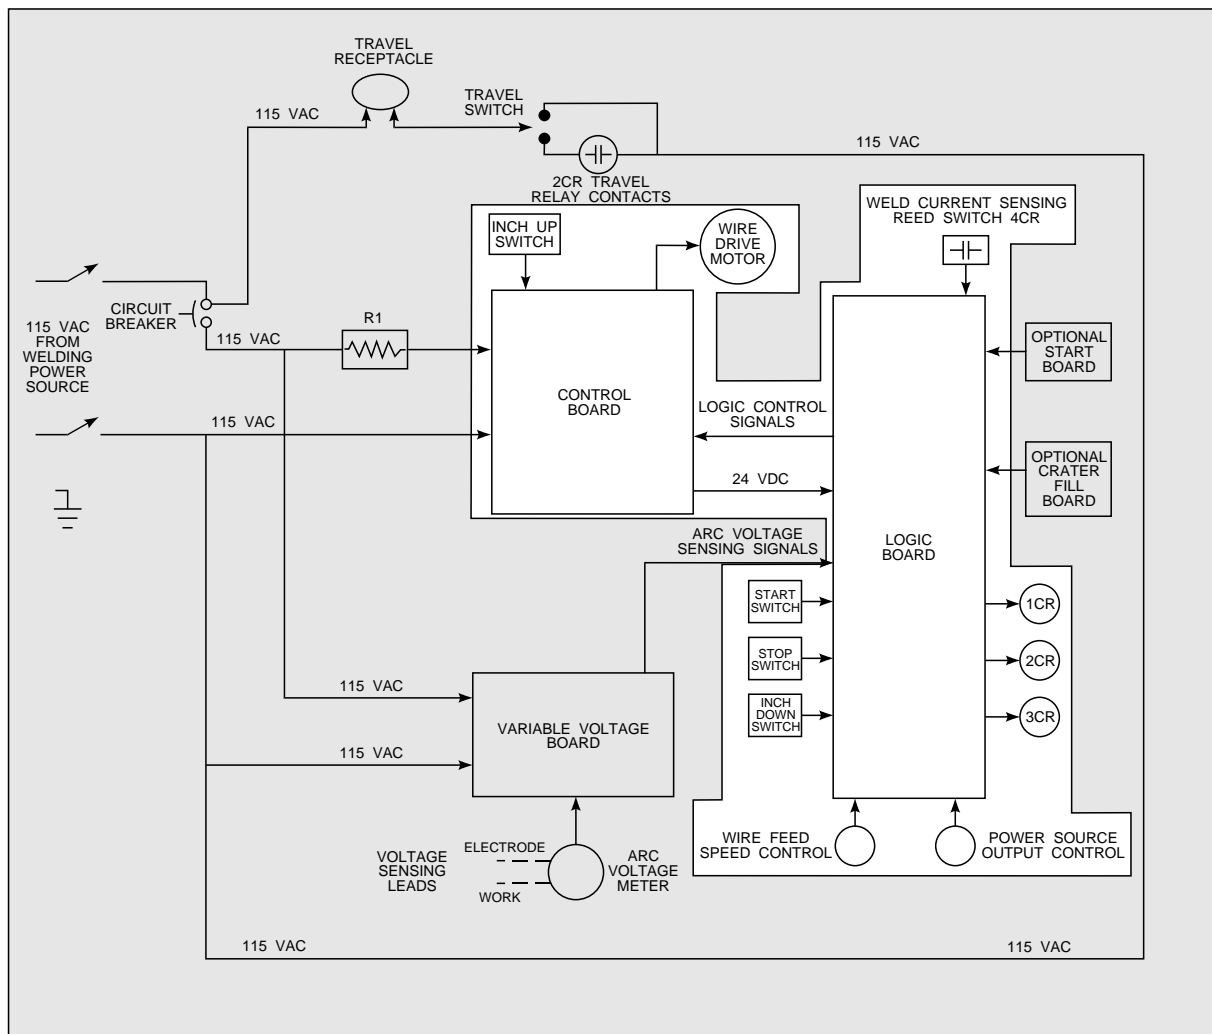 TRAVEL
RECEPTACLE
115 VAC
TRAVEL
SWITCH
115 VAC
2CR TRAVEL
RELAY CONTACTS
INCH UP
SWITCH
WIRE
DRIVE
MOTOR
WELD CURRENT SENSING
REED SWITCH 4CR
CIRCUIT
BREAKER
115 VAC
FROM
WELDING
POWER
SOURCE
115 VAC
R1
CONTROL
BOARD
OPTIONAL
START
BOARD
115 VAC
LOGIC CONTROL
SIGNALS
24 VDC
OPTIONAL
CRATER
FILL
BOARD
ARC VOLTAGE
SENSING SIGNALS
LOGIC
BOARD
START
SWITCH
1CR
STOP
SWITCH
2CR
INCH
DOWN
SWITCH
3CR
115 VAC
VARIABLE VOLTAGE
BOARD
115 VAC
VOLTAGE
SENSING
LEADS
ELECTRODE
WORK
ARC
VOLTAGE
METER
WIRE FEED
SPEED CONTROL
POWER SOURCE
OUTPUT CONTROL
115 VAC
115 VAC